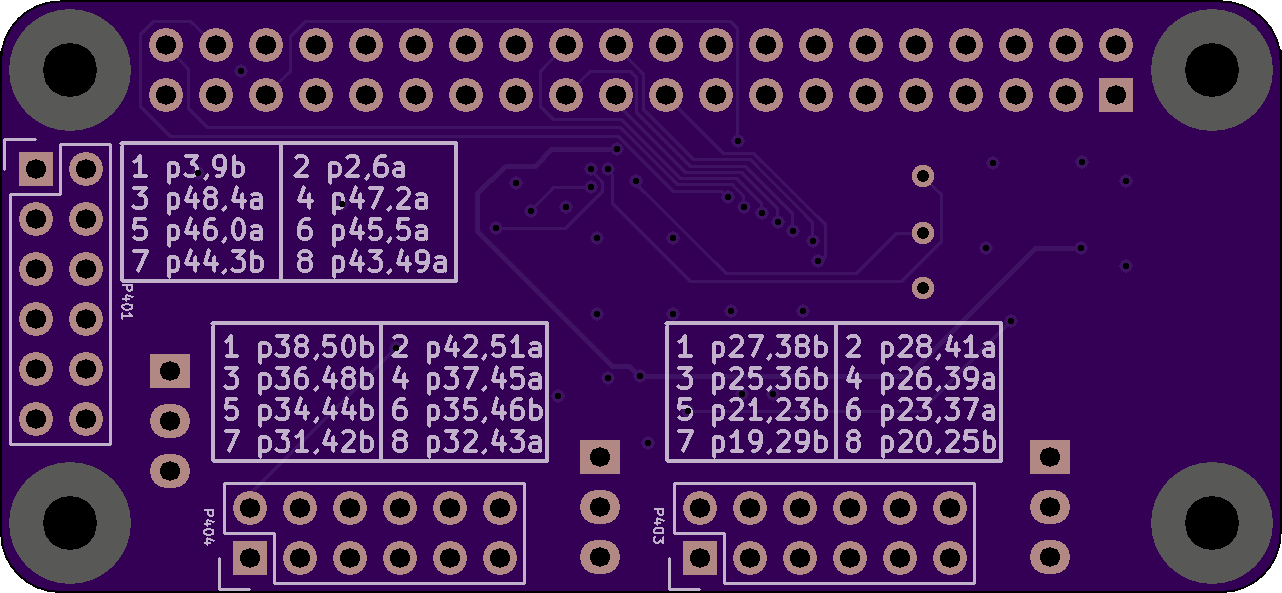 1 p3,9b 2 p2,6a
3 p48,4a 4 p47,2a
5 p46,0a 6 p45,5a
7 p44,3b 8 p43,49a
P401
1 p38,50b 2 p42,51a
3 p36,48b 4 p37,45a
5 p34,44b 6 p35,46b
7 p31,42b 8 p32,43a
1 p27,38b 2 p28,41a
3 p25,36b 4 p26,39a
5 p21,23b 6 p23,37a
7 p19,29b 8 p20,25b
P404
P403